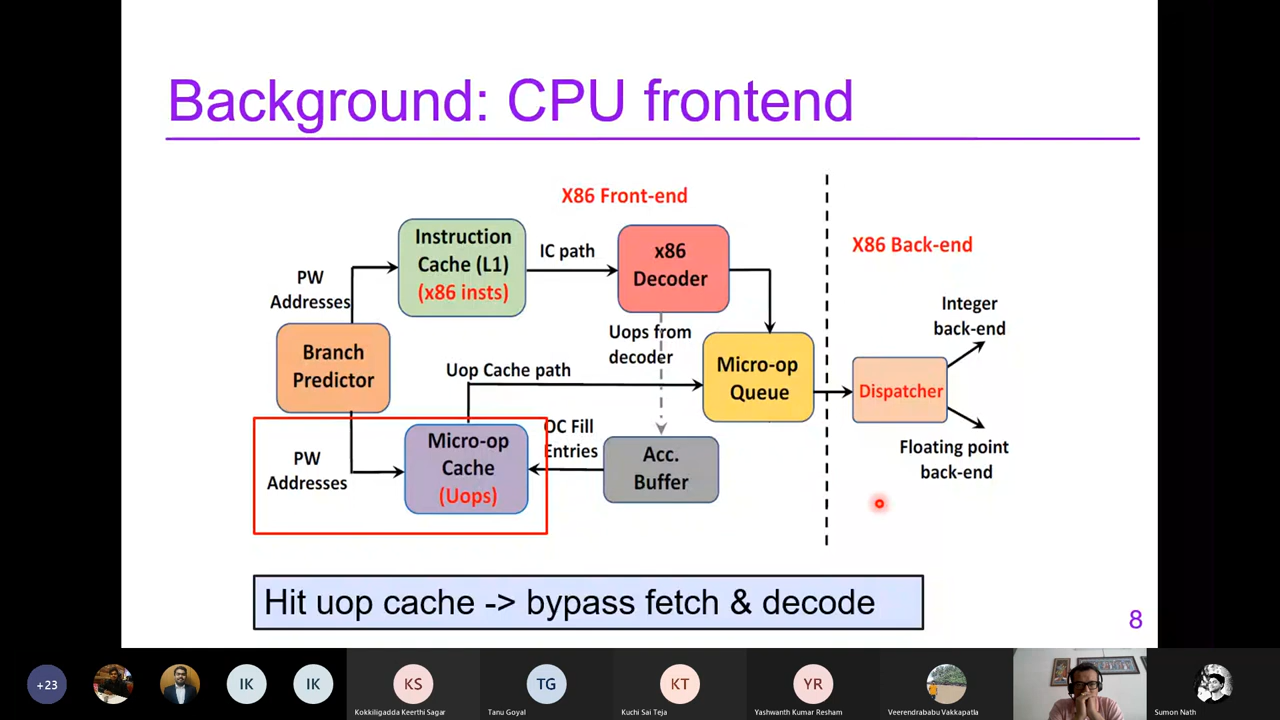 Background: CPU frontend
X86 Front-end
X86 Back-end
Instruction
Cache (L1)
(x86 insts)
IC path
x86
Decoder
PW
Addresses
Integer
back-end
Uops from
decoder
Branch
Predictor
Uop Cache path
Micro-op
Queue
Dispatcher
PW
Addresses
Micro-op
Cache
(Uops)
OC Fill
Entries
Acc.
Buffer
Floating point
back-end
Hit uop cache -> bypass fetch & decode
8
+23
IK
IK
KS
TG
KT
YR
Kokkiligadda Keerthi Sagar
Tanu Goyal
Kuchi Sai Teja
Yashwanth Kumar Resham
Veerendrababu Vakkapatla
Sumon Nath